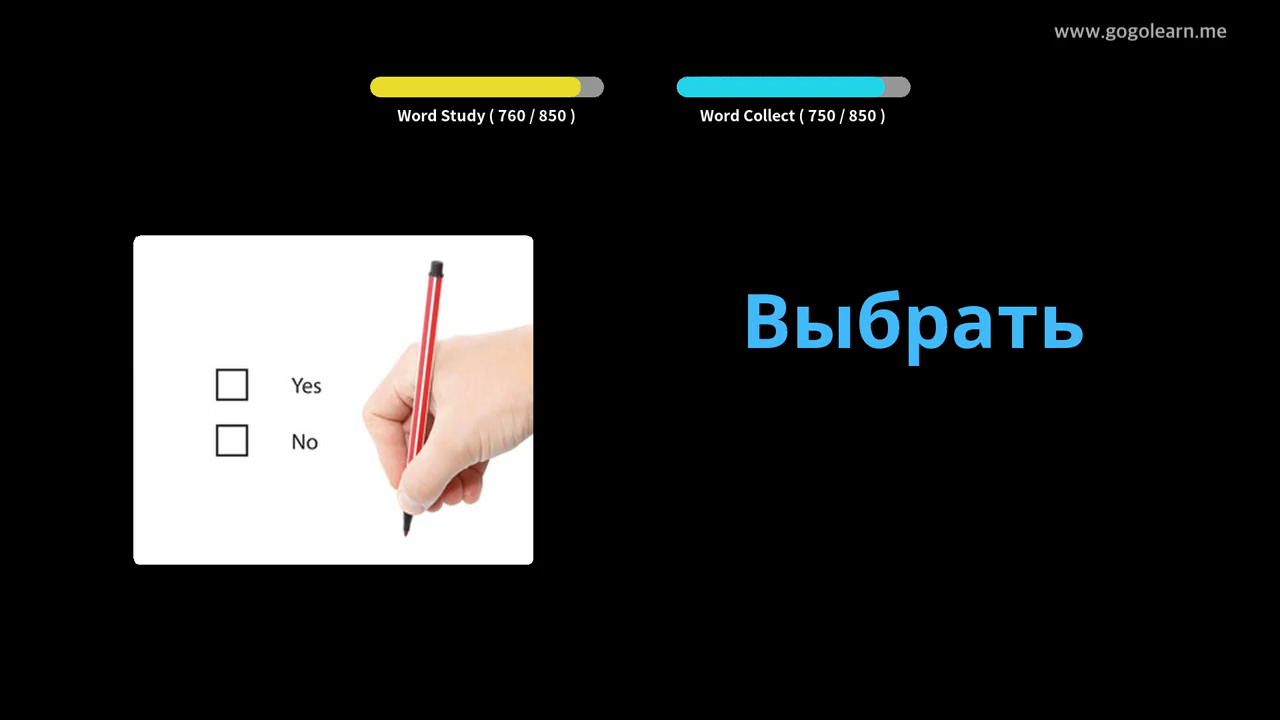 www.gogolearn.me
Word Study ( 760 / 850 )
Word Collect ( 750 / 850 )
Выбрать
Yes
No